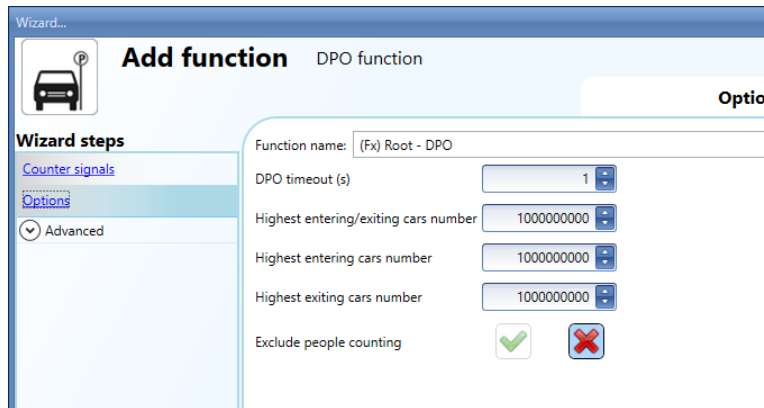 Wizard...
P
Add function DPO function
Optio
Wizard steps
Counter signals
Options
Advanced
Function name: (Fx) Root - DPO
DPO timeout (s) 1
Highest entering/exiting cars number 1000000000
Highest entering cars number 1000000000
Highest exiting cars number 1000000000
Exclude people counting